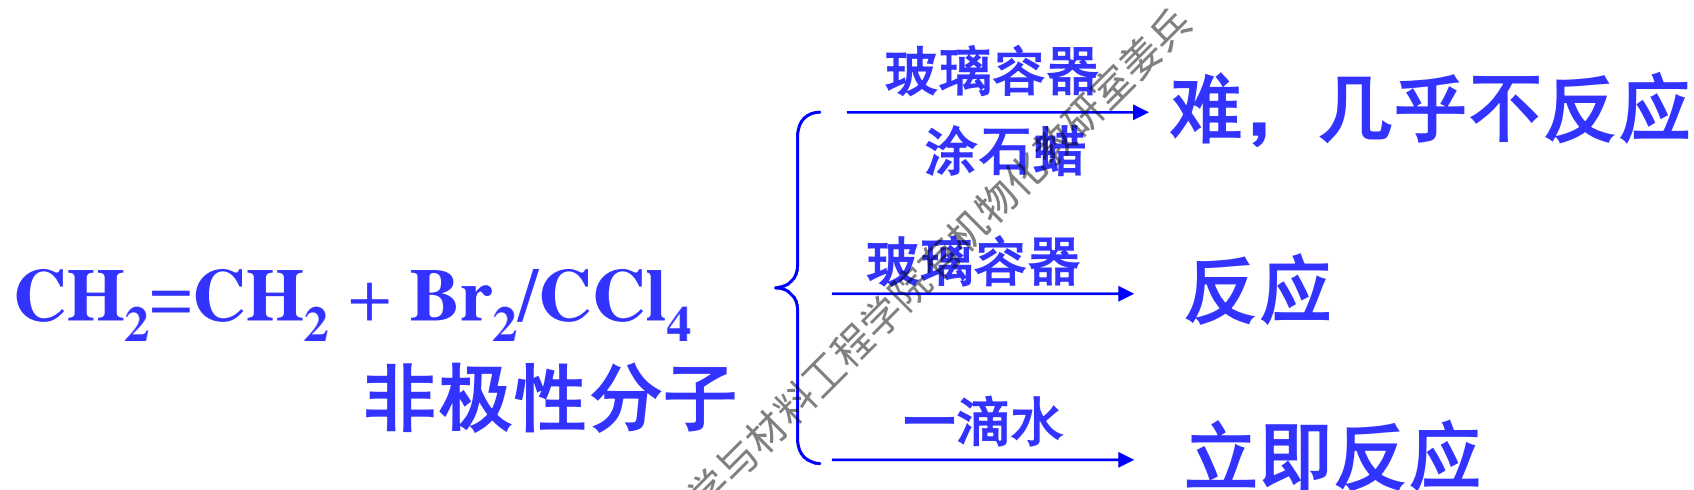 玻璃容器
涂石蜡
难，几乎不反应
CH₂=CH₂ + Br₂/CCl₄
非极性分子
玻璃容器
反应
一滴水
立即反应
学与材料工程学院有机物化教研室姜兵